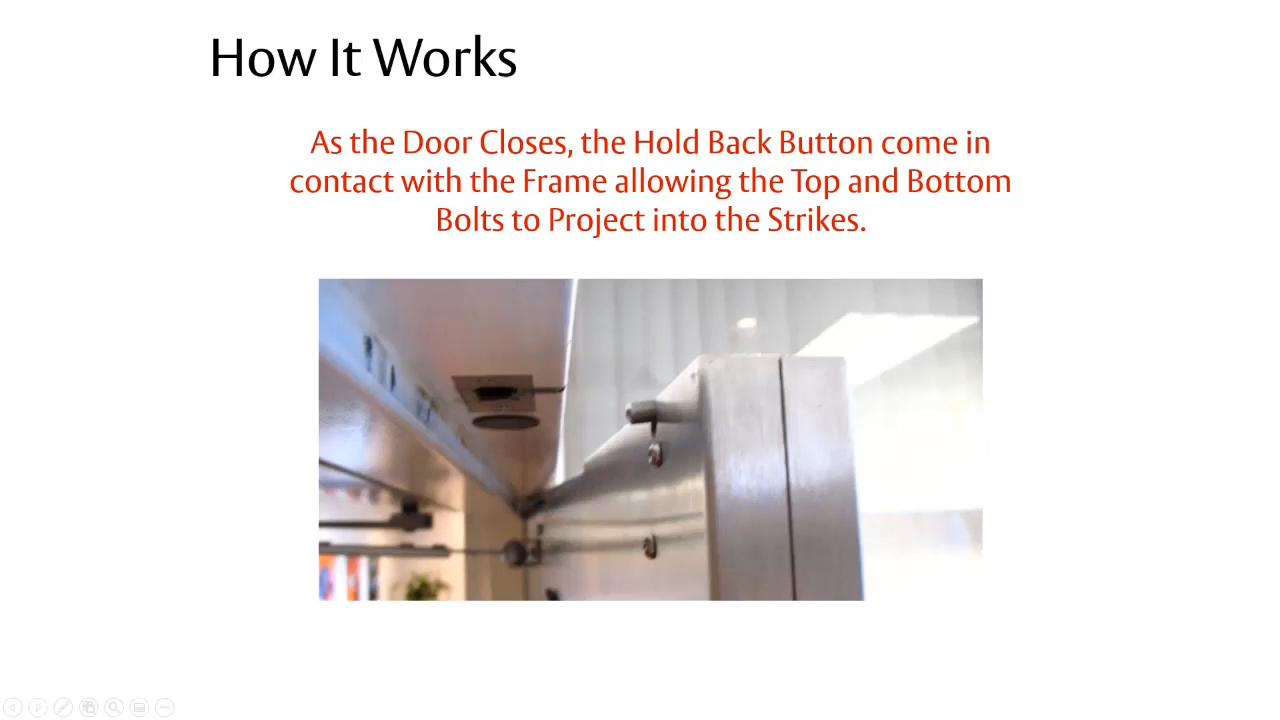 How It Works
As the Door Closes, the Hold Back Button come in
contact with the Frame allowing the Top and Bottom
Bolts to Project into the Strikes.